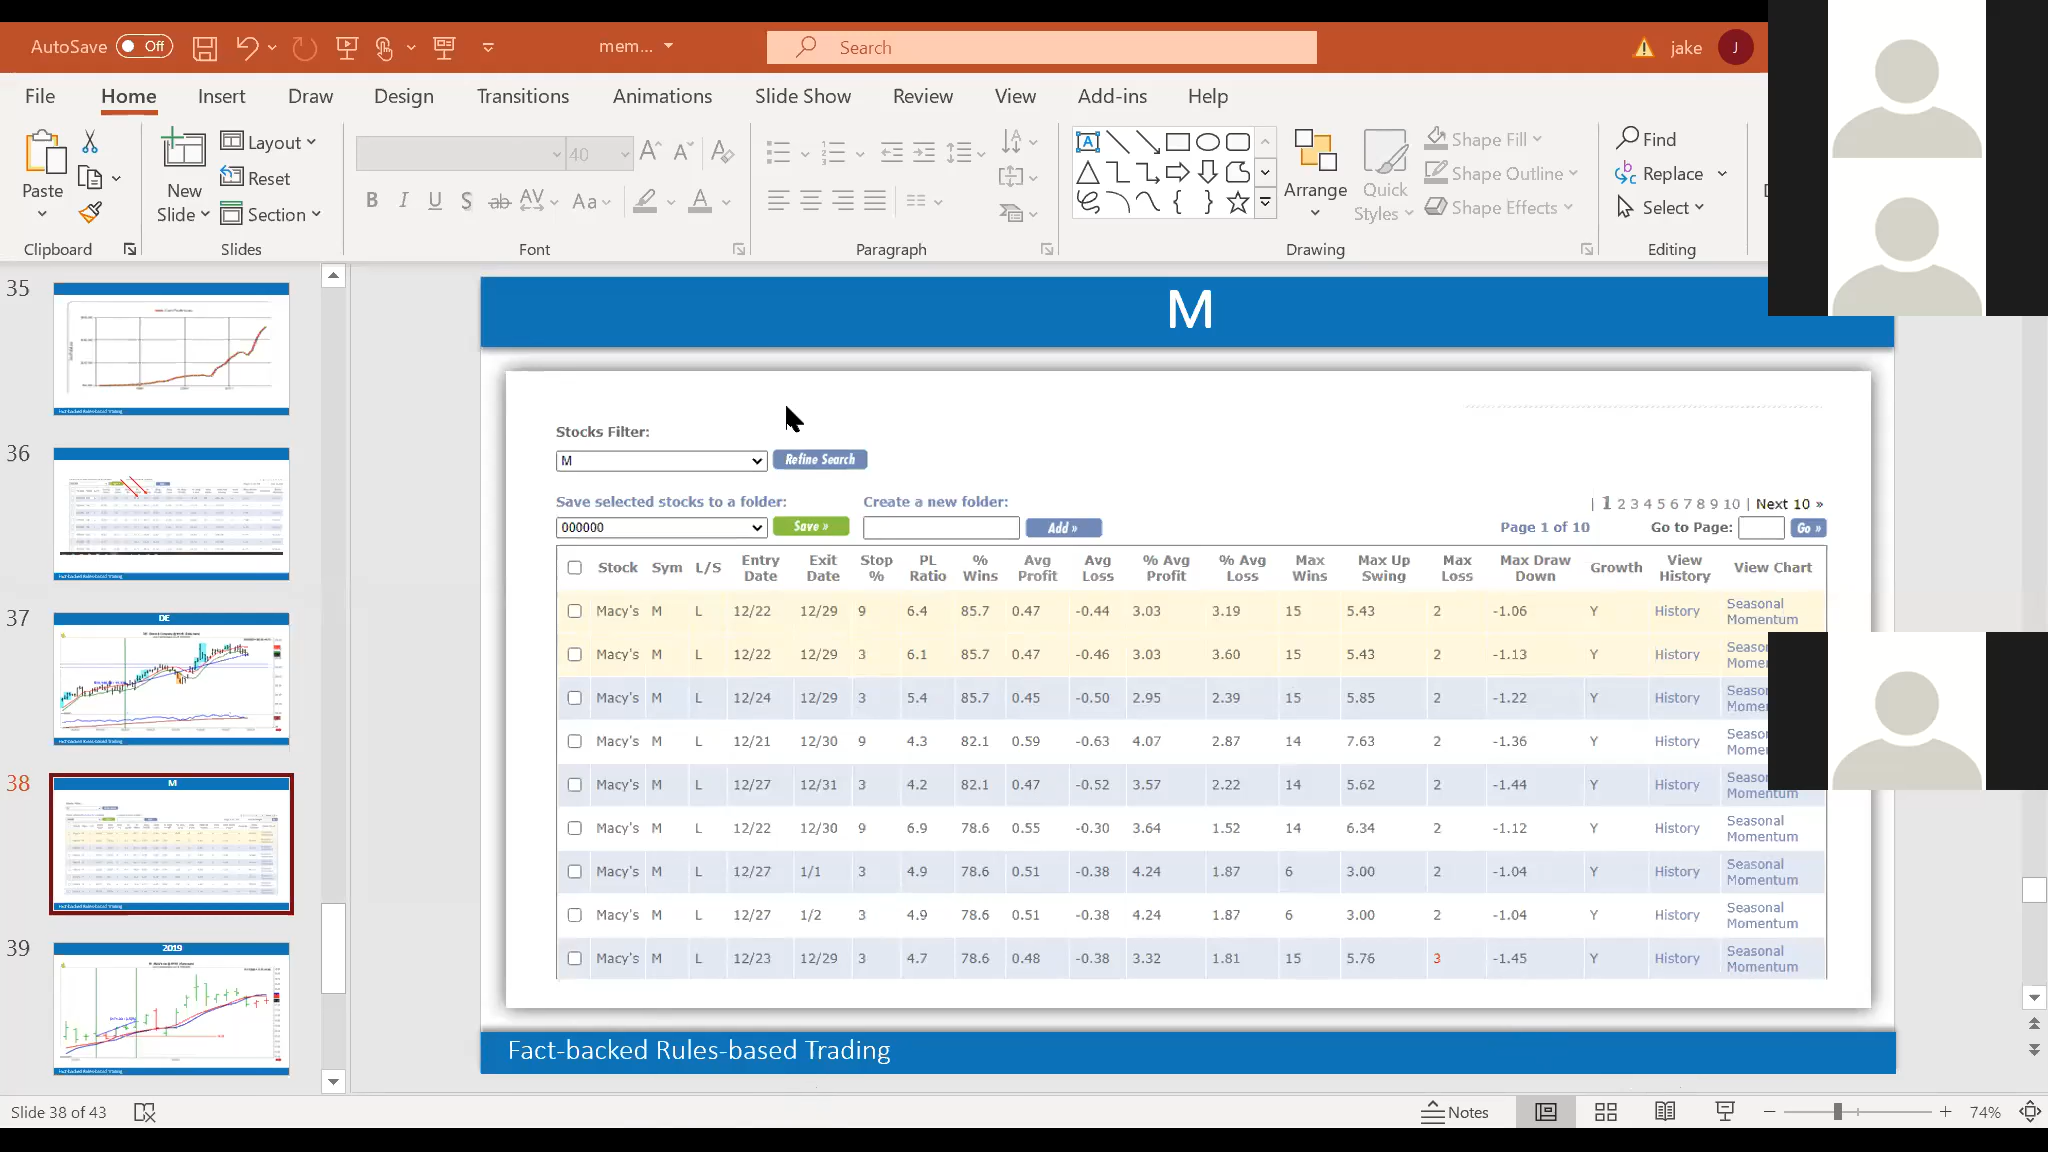 AutoSave Off mem... Search jake J
File Home Insert Draw Design Transitions Animations Slide Show Review View Add-ins Help
Paste New Slide Layout Reset Section 40 Arrange Quick Styles Shape Fill Shape Outline Shape Effects Find Replace Select
Clipboard Slides Font Paragraph Drawing Editing
35
36
37 DE
38 M
39 2019
M
Stocks Filter:
M Refine Search
Save selected stocks to a folder: Create a new folder: | 1 2 3 4 5 6 7 8 9 10 | Next 10 »
000000 Save » Add » Page 1 of 10 Go to Page: Go »
Stock Sym L/S Entry Date Exit Date Stop % PL Ratio % Wins Avg Profit Avg Loss % Avg Profit % Avg Loss Max Wins Max Up Swing Max Loss Max Draw Down Growth View History View Chart
Macy's M L 12/22 12/29 9 6.4 85.7 0.47 -0.44 3.03 3.19 15 5.43 2 -1.06 Y History Seasonal Momentum
Macy's M L 12/22 12/29 3 6.1 85.7 0.47 -0.46 3.03 3.60 15 5.43 2 -1.13 Y History Seaso Mome
Macy's M L 12/24 12/29 3 5.4 85.7 0.45 -0.50 2.95 2.39 15 5.85 2 -1.22 Y History Seaso Mome
Macy's M L 12/21 12/30 9 4.3 82.1 0.59 -0.63 4.07 2.87 14 7.63 2 -1.36 Y History Seaso Mome
Macy's M L 12/27 12/31 3 4.2 82.1 0.47 -0.52 3.57 2.22 14 5.62 2 -1.44 Y History Seaso Momentum
Macy's M L 12/22 12/30 9 6.9 78.6 0.55 -0.30 3.64 1.52 14 6.34 2 -1.12 Y History Seasonal Momentum
Macy's M L 12/27 1/1 3 4.9 78.6 0.51 -0.38 4.24 1.87 6 3.00 2 -1.04 Y History Seasonal Momentum
Macy's M L 12/27 1/2 3 4.9 78.6 0.51 -0.38 4.24 1.87 6 3.00 2 -1.04 Y History Seasonal Momentum
Macy's M L 12/23 12/29 3 4.7 78.6 0.48 -0.38 3.32 1.81 15 5.76 3 -1.45 Y History Seasonal Momentum
Fact-backed Rules-based Trading
Slide 38 of 43 Notes 74%